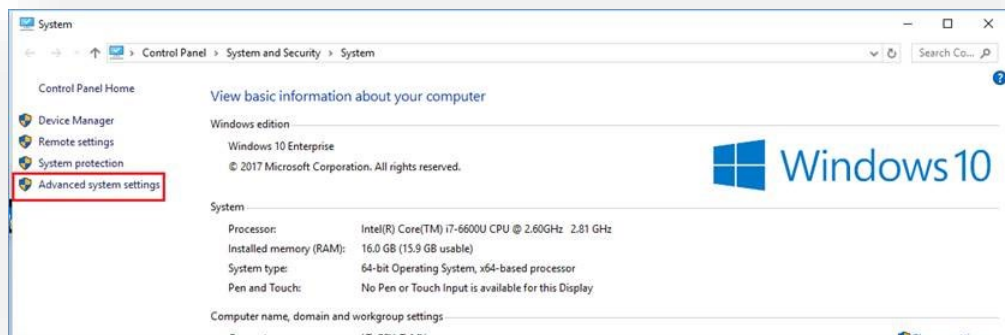 System
Control Panel > System and Security > System
Search Co...
Control Panel Home
Device Manager
Remote settings
System protection
Advanced system settings
View basic information about your computer
Windows edition
Windows 10 Enterprise
© 2017 Microsoft Corporation. All rights reserved.
Windows 10
System
Processor: Intel(R) Core(TM) i7-6600U CPU @ 2.60GHz 2.81 GHz
Installed memory (RAM): 16.0 GB (15.9 GB usable)
System type: 64-bit Operating System, x64-based processor
Pen and Touch: No Pen or Touch Input is available for this Display
Computer name, domain and workgroup settings